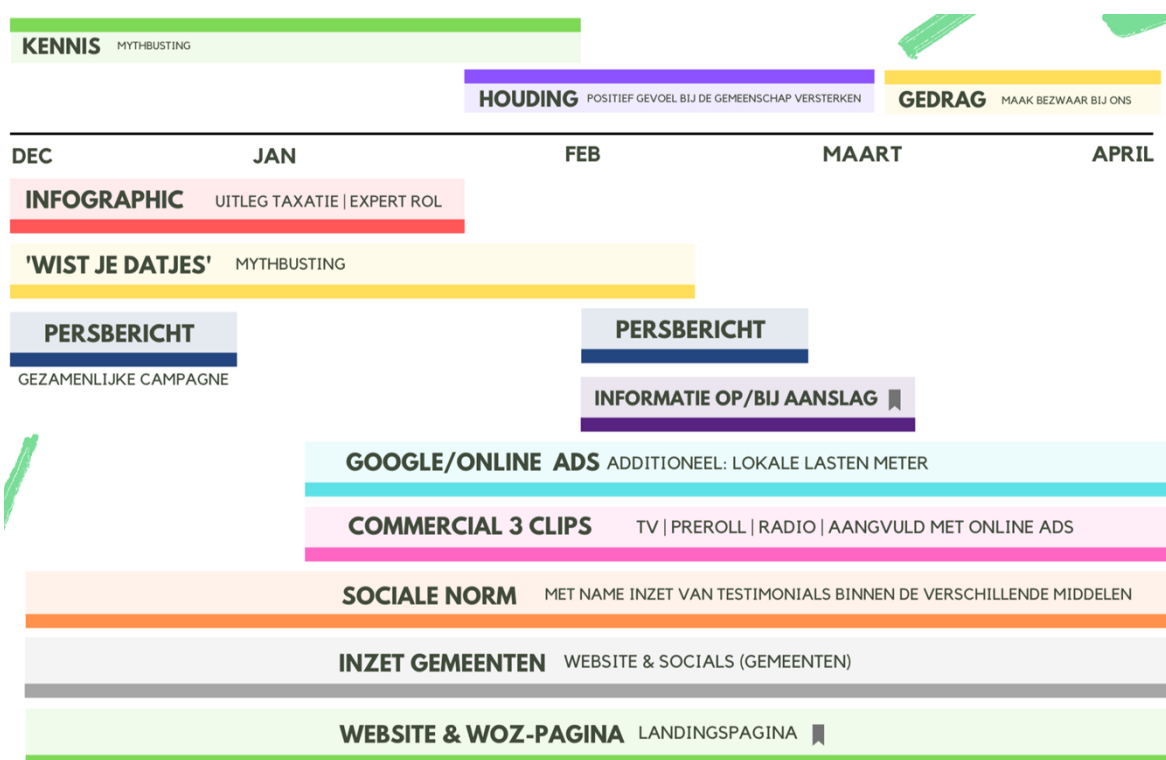 KENNIS MYTHBUSTING
HOUDING POSITIEF GEVOEL BIJ DE GEMEENSCHAP VERSTERKEN
GEDRAG MAAK BEZWAAR BIJ ONS
DEC JAN FEB MAART APRIL
INFOGRAPHIC UITLEG TAXATIE | EXPERT ROL
'WIST JE DATJES' MYTHBUSTING
PERSBERICHT
GEZAMENLIJKE CAMPAGNE
PERSBERICHT
INFORMATIE OP/BIJ AANSLAG
GOOGLE/ONLINE ADS ADDITIONEEL: LOKALE LASTEN METER
COMMERCIAL 3 CLIPS TV | PREROLL | RADIO | AANGVULD MET ONLINE ADS
SOCIALE NORM MET NAME INZET VAN TESTIMONIALS BINNEN DE VERSCHILLENDE MIDDELEN
INZET GEMEENTEN WEBSITE & SOCIALS (GEMEENTEN)
WEBSITE & WOZ-PAGINA LANDINGSPAGINA